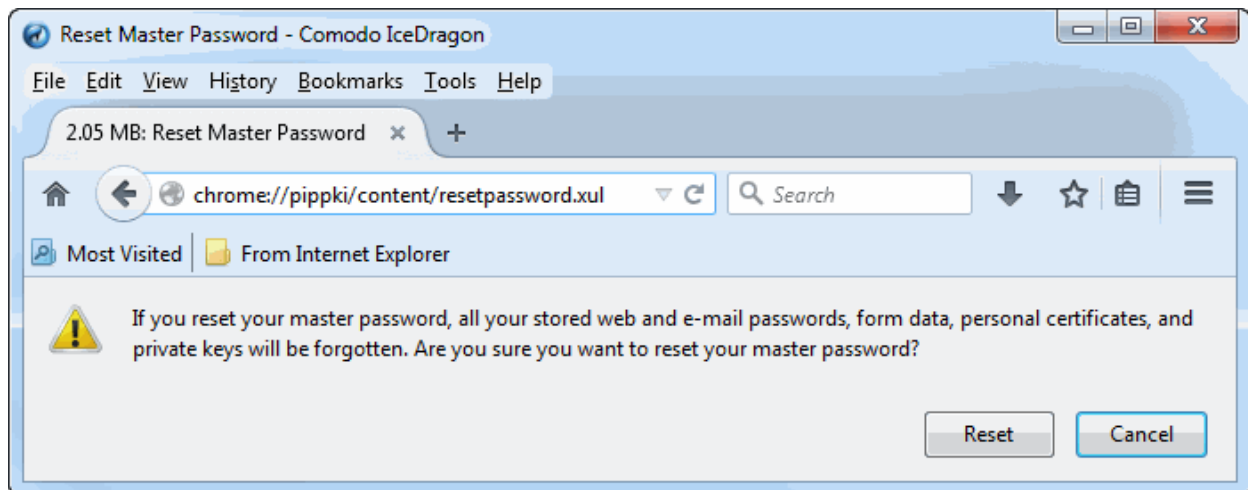 Reset Master Password - Comodo IceDragon
File Edit View History Bookmarks Tools Help
2.05 MB: Reset Master Password
chrome://pippki/content/resetpassword.xul Search
Most Visited From Internet Explorer
If you reset your master password, all your stored web and e-mail passwords, form data, personal certificates, and
private keys will be forgotten. Are you sure you want to reset your master password?
Reset Cancel